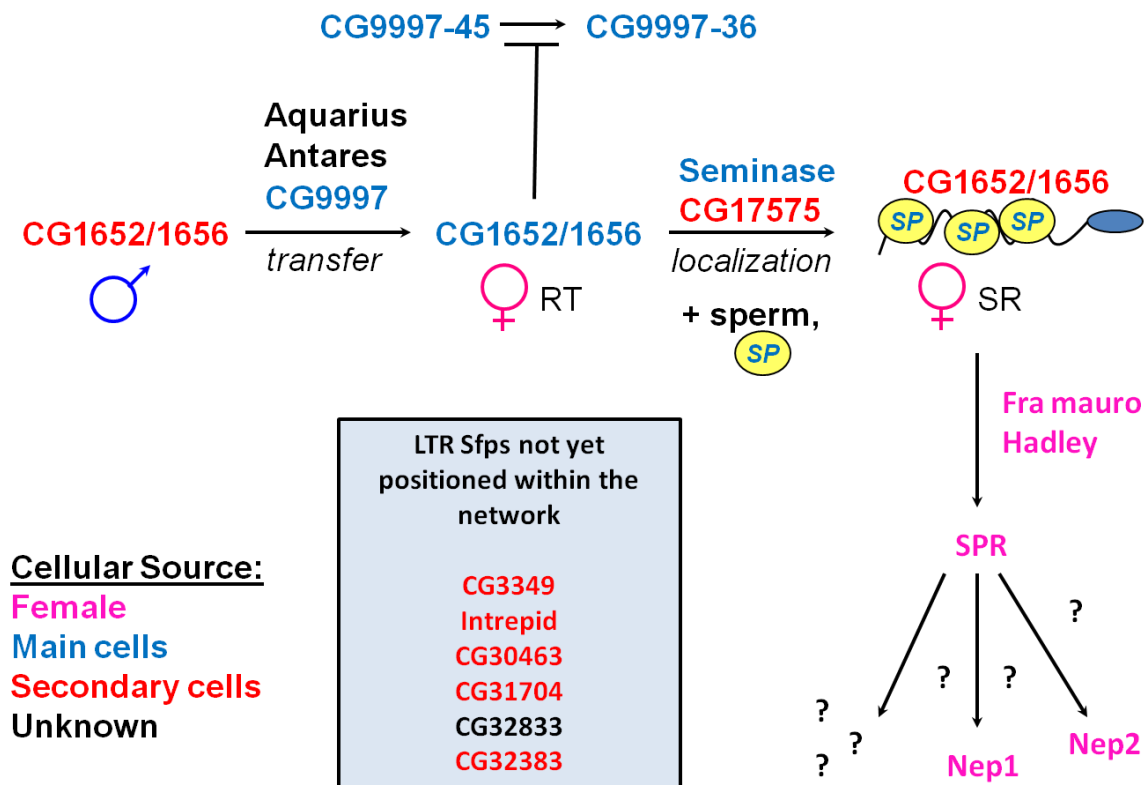 CG9997-45 CG9997-36
Aquarius
Antares
CG9997
Seminase
CG17575
CG1652/1656
SP SP SP
CG1652/1656
transfer
CG1652/1656
localization
RT
+ sperm,
SP
SR
Fra mauro
Hadley
LTR Sfps not yet
positioned within the
network
CG3349
Intrepid
CG30463
CG31704
CG32833
CG32383
Cellular Source:
Female
Main cells
Secondary cells
Unknown
SPR
?
? ?
?
?
?
Nep1
Nep2